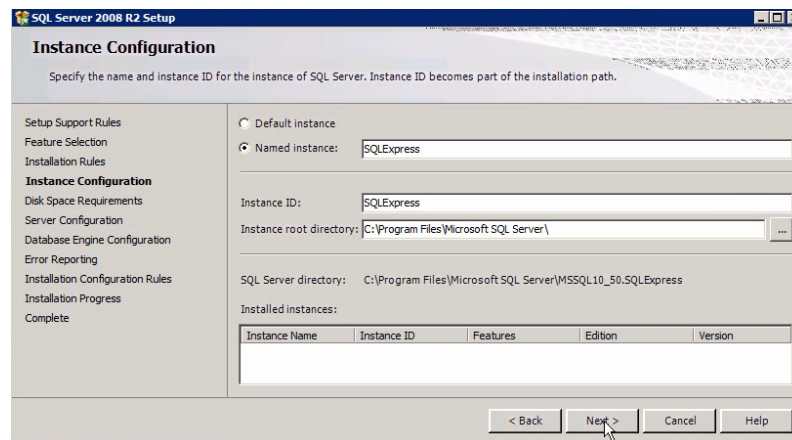 SQL Server 2008 R2 Setup
Instance Configuration
Specify the name and instance ID for the instance of SQL Server. Instance ID becomes part of the installation path.
Setup Support Rules
Feature Selection
Installation Rules
Instance Configuration
Disk Space Requirements
Server Configuration
Database Engine Configuration
Error Reporting
Installation Configuration Rules
Installation Progress
Complete
Default instance
Named instance: SQLExpress
Instance ID: SQLExpress
Instance root directory: C:\Program Files\Microsoft SQL Server\ ...
SQL Server directory: C:\Program Files\Microsoft SQL Server\MSSQL10_50.SQLExpress
Installed instances:
Instance Name Instance ID Features Edition Version
< Back Next > Cancel Help